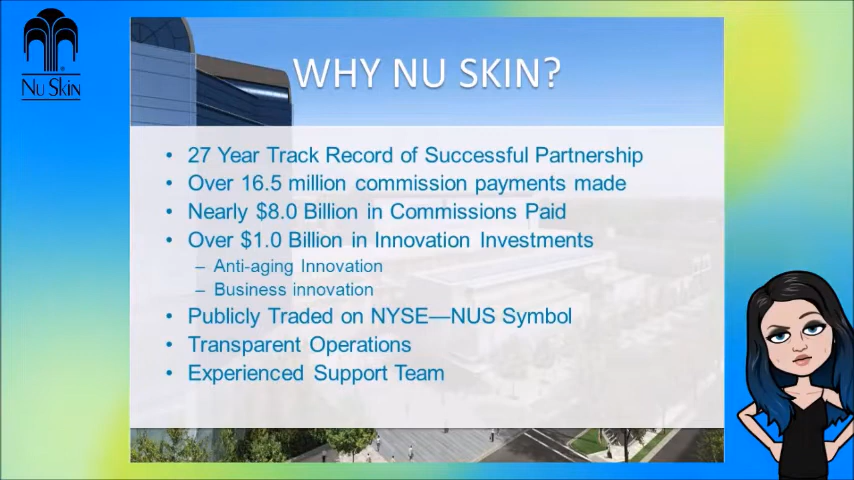 NU SKIN
WHY NU SKIN?
• 27 Year Track Record of Successful Partnership
• Over 16.5 million commission payments made
• Nearly $8.0 Billion in Commissions Paid
• Over $1.0 Billion in Innovation Investments
– Anti-aging Innovation
– Business innovation
• Publicly Traded on NYSE—NUS Symbol
• Transparent Operations
• Experienced Support Team